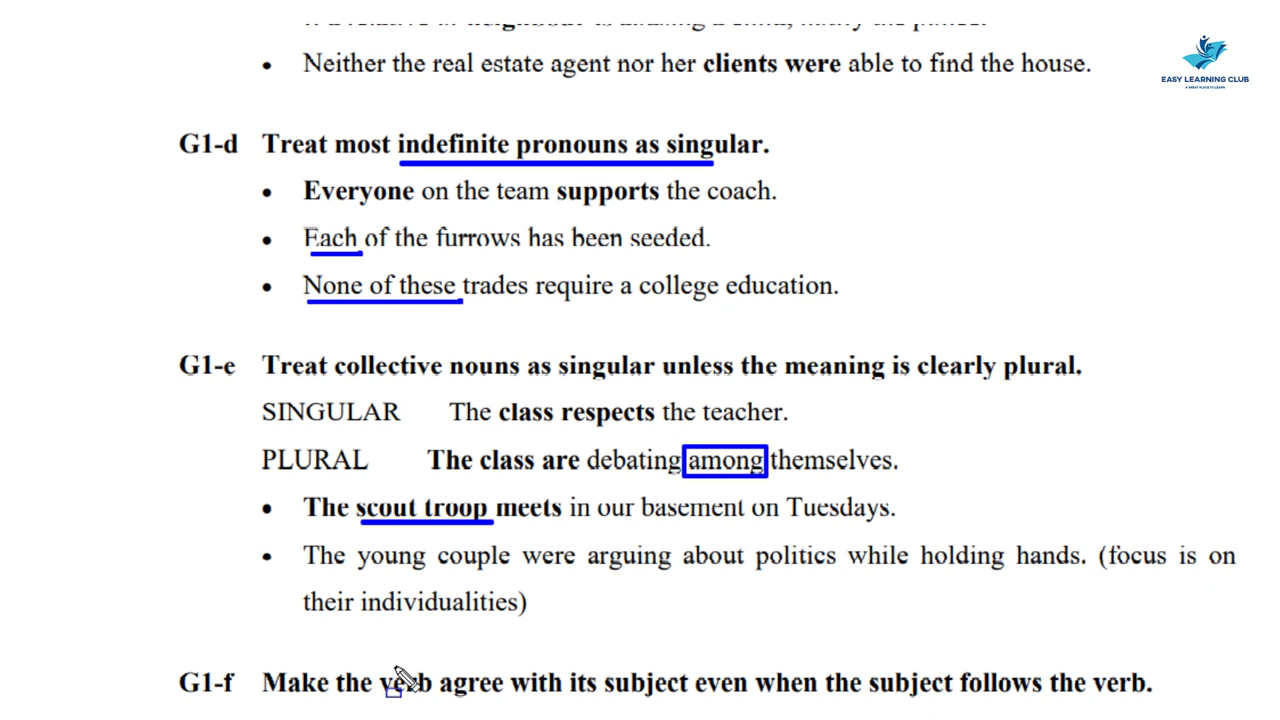 Neither the real estate agent nor her clients were able to find the house.
EASY LEARNING CLUB
A GREAT PLACE TO LEARN
G1-d Treat most indefinite pronouns as singular.
• Everyone on the team supports the coach.
• Each of the furrows has been seeded.
• None of these trades require a college education.
G1-e Treat collective nouns as singular unless the meaning is clearly plural.
SINGULAR The class respects the teacher.
PLURAL The class are debating among themselves.
• The scout troop meets in our basement on Tuesdays.
• The young couple were arguing about politics while holding hands. (focus is on
their individualities)
G1-f Make the verb agree with its subject even when the subject follows the verb.